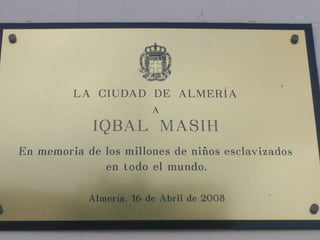 LA CIUDAD DE ALMERÍA
A
IQBAL MASIH
En memoria de los millones de niños esclavizados
en todo el mundo.
Almería, 16 de Abril de 2008